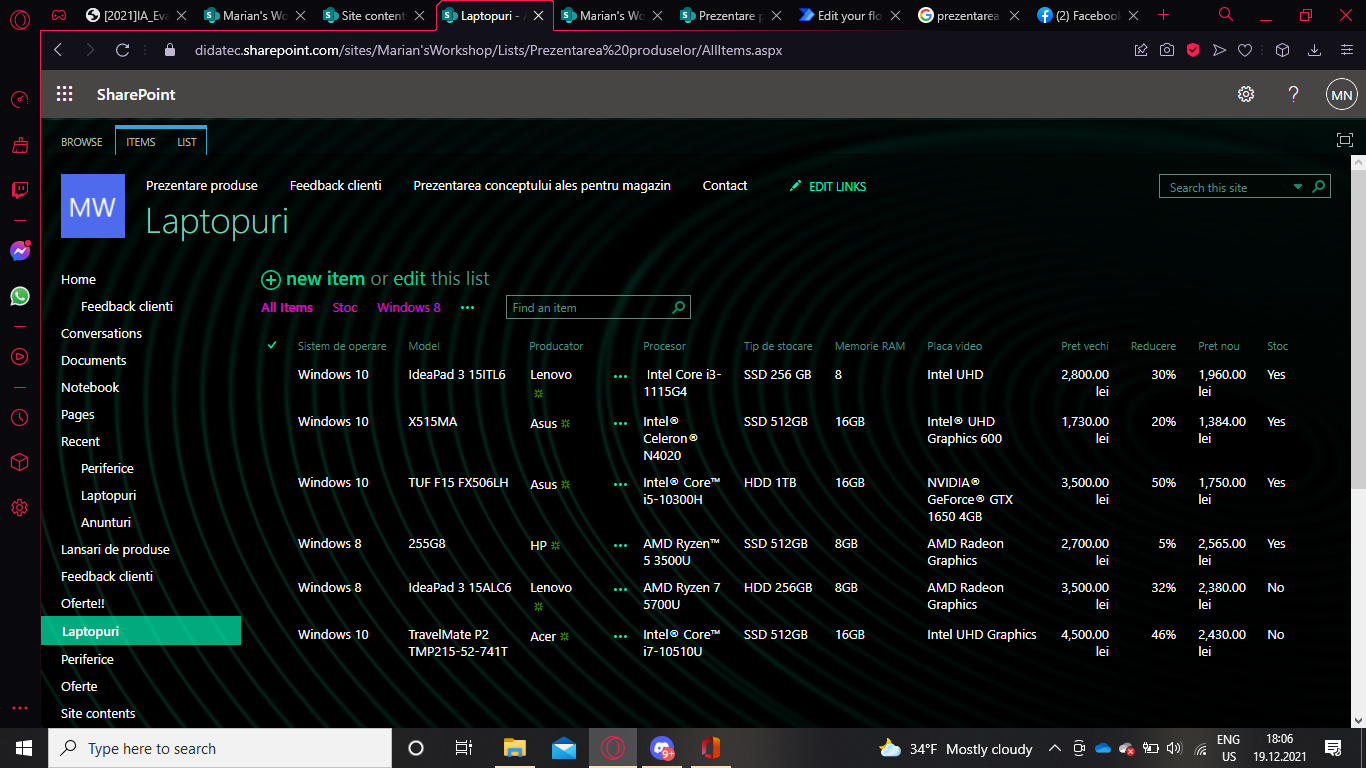 [2021]IA_Eva
Marian's Wo
Site content
Laptopuri - A
Marian's Wo
Prezentare p
Edit your flo
prezentarea
(2) Facebook
didatec.sharepoint.com/sites/Marian'sWorkshop/Lists/Prezentarea%20produselor/AllItems.aspx
SharePoint
MN
BROWSE ITEMS LIST
MW
Prezentare produse Feedback clienti Prezentarea conceptului ales pentru magazin Contact EDIT LINKS
Search this site
Laptopuri
Home
Feedback clienti
Conversations
Documents
Notebook
Pages
Recent
Periferice
Laptopuri
Anunturi
Lansari de produse
Feedback clienti
Oferte!!
Laptopuri
Periferice
Oferte
Site contents
new item or edit this list
All Items Stoc Windows 8 ••• Find an item
Sistem de operare Model Producator Procesor Tip de stocare Memorie RAM Placa video Pret vechi Reducere Pret nou Stoc
Windows 10 IdeaPad 3 15ITL6 Lenovo ••• Intel Core i3- SSD 256 GB 8 Intel UHD 2,800.00 30% 1,960.00 Yes
1115G4 lei lei
Windows 10 X515MA Asus ••• Intel® SSD 512GB 16GB Intel® UHD 1,730.00 20% 1,384.00 Yes
Celeron® Graphics 600 lei lei
N4020
Windows 10 TUF F15 FX506LH Asus ••• Intel® Core™ HDD 1TB 16GB NVIDIA® 3,500.00 50% 1,750.00 Yes
i5-10300H GeForce® GTX lei lei
1650 4GB
Windows 8 255G8 HP ••• AMD Ryzen™ SSD 512GB 8GB AMD Radeon 2,700.00 5% 2,565.00 Yes
5 3500U Graphics lei lei
Windows 8 IdeaPad 3 15ALC6 Lenovo ••• AMD Ryzen 7 HDD 256GB 8GB AMD Radeon 3,500.00 32% 2,380.00 No
5700U Graphics lei lei
Windows 10 TravelMate P2 Acer ••• Intel® Core™ SSD 512GB 16GB Intel UHD Graphics 4,500.00 46% 2,430.00 No
TMP215-52-741T i7-10510U lei lei
Type here to search
9+
34°F Mostly cloudy
ENG
US
18:06
19.12.2021